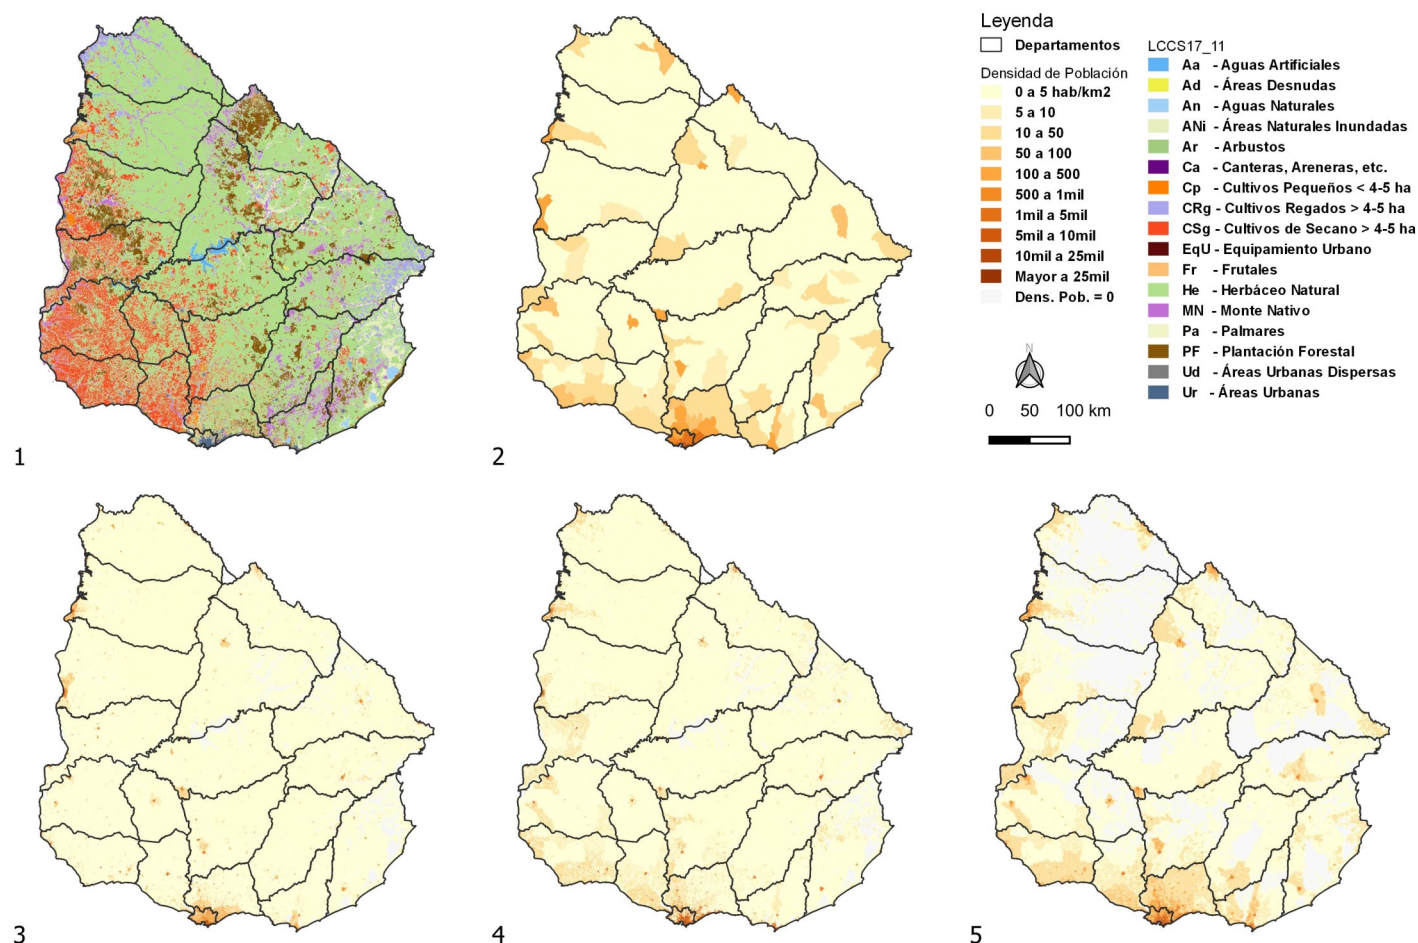 Leyenda
Departamentos
Densidad de Población
0 a 5 hab/km2
5 a 10
10 a 50
50 a 100
100 a 500
500 a 1mil
1mil a 5mil
5mil a 10mil
10mil a 25mil
Mayor a 25mil
Dens. Pob. = 0
LCCS17_11
Aa - Aguas Artificiales
Ad - Áreas Desnudas
An - Aguas Naturales
ANi - Áreas Naturales Inundadas
Ar - Arbustos
Ca - Canteras, Areneras, etc.
Cp - Cultivos Pequeños < 4-5 ha
CRg - Cultivos Regados > 4-5 ha
CSg - Cultivos de Secano > 4-5 ha
EqU - Equipamiento Urbano
Fr - Frutales
He - Herbáceo Natural
MN - Monte Nativo
Pa - Palmares
PF - Plantación Forestal
Ud - Áreas Urbanas Dispersas
Ur - Áreas Urbanas
N
0 50 100 km
1
2
3
4
5